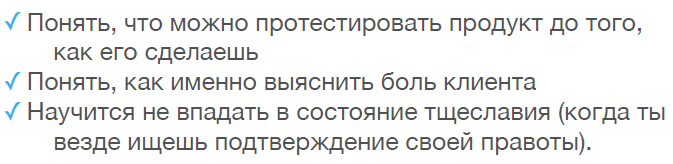 ✓ Понять, что можно протестировать продукт до того,
как его сделаешь
✓ Понять, как именно выяснить боль клиента
✓ Научится не впадать в состояние тщеславия (когда ты
везде ищешь подтверждение своей правоты).